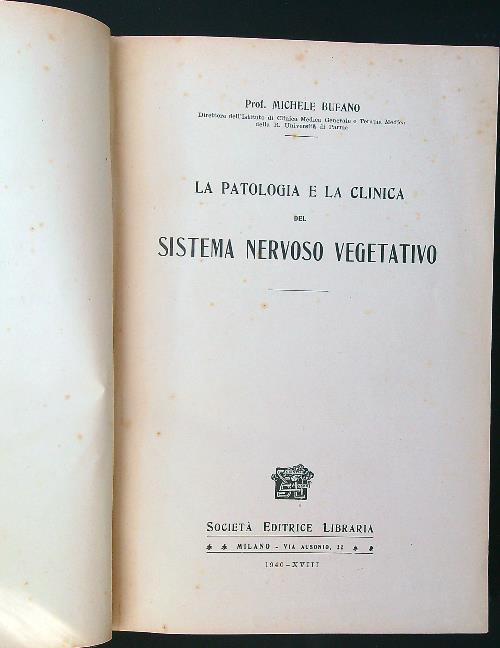 Prof. MICHELE BUFANO
Direttore dell'Istituto di Clinica Medica Generale e Terapia Medica
della R. Università di Parma
LA PATOLOGIA E LA CLINICA
DEL
SISTEMA NERVOSO VEGETATIVO
SOCIETÀ EDITRICE LIBRARIA
MILANO - VIA AUSONIO, 22
1940-XVIII